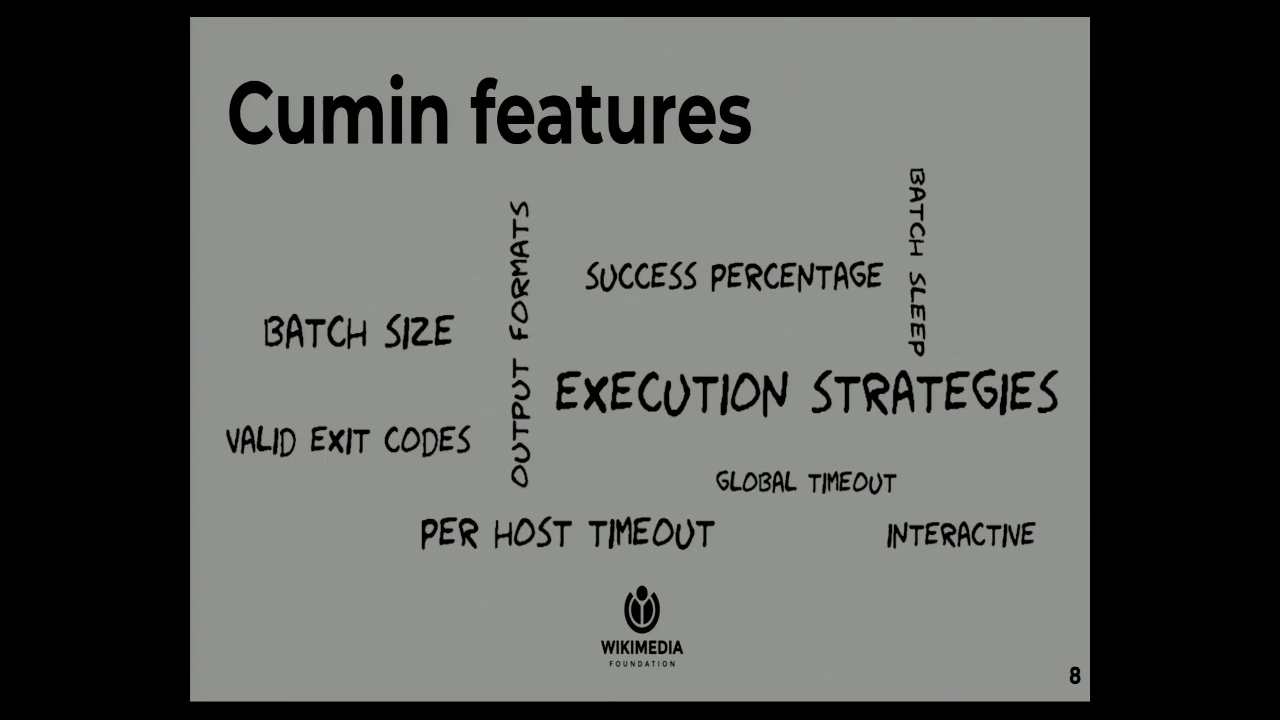 Cumin features
BATCH SLEEP
OUTPUT FORMATS
SUCCESS PERCENTAGE
BATCH SIZE
EXECUTION STRATEGIES
VALID EXIT CODES
GLOBAL TIMEOUT
PER HOST TIMEOUT
INTERACTIVE
WIKIMEDIA
FOUNDATION
8